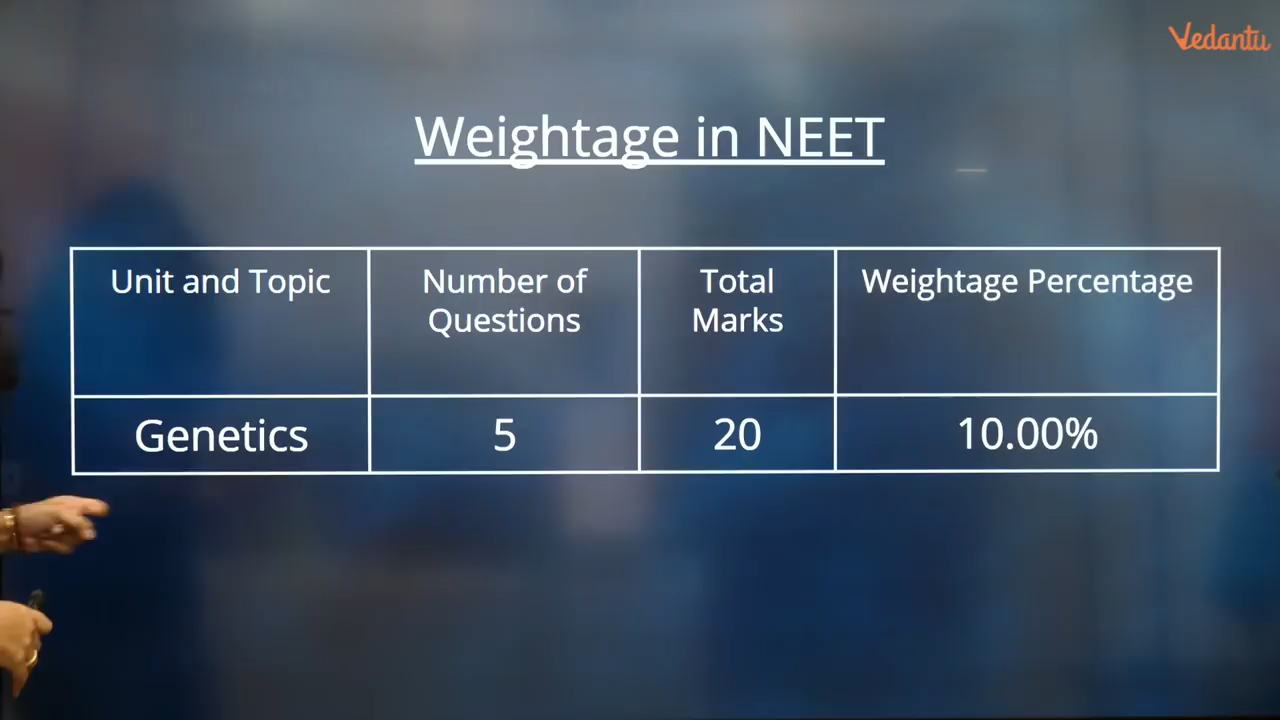 Vedantu
Weightage in NEET
Unit and Topic
Number of
Questions
Total
Marks
Weightage Percentage
Genetics
5
20
10.00%